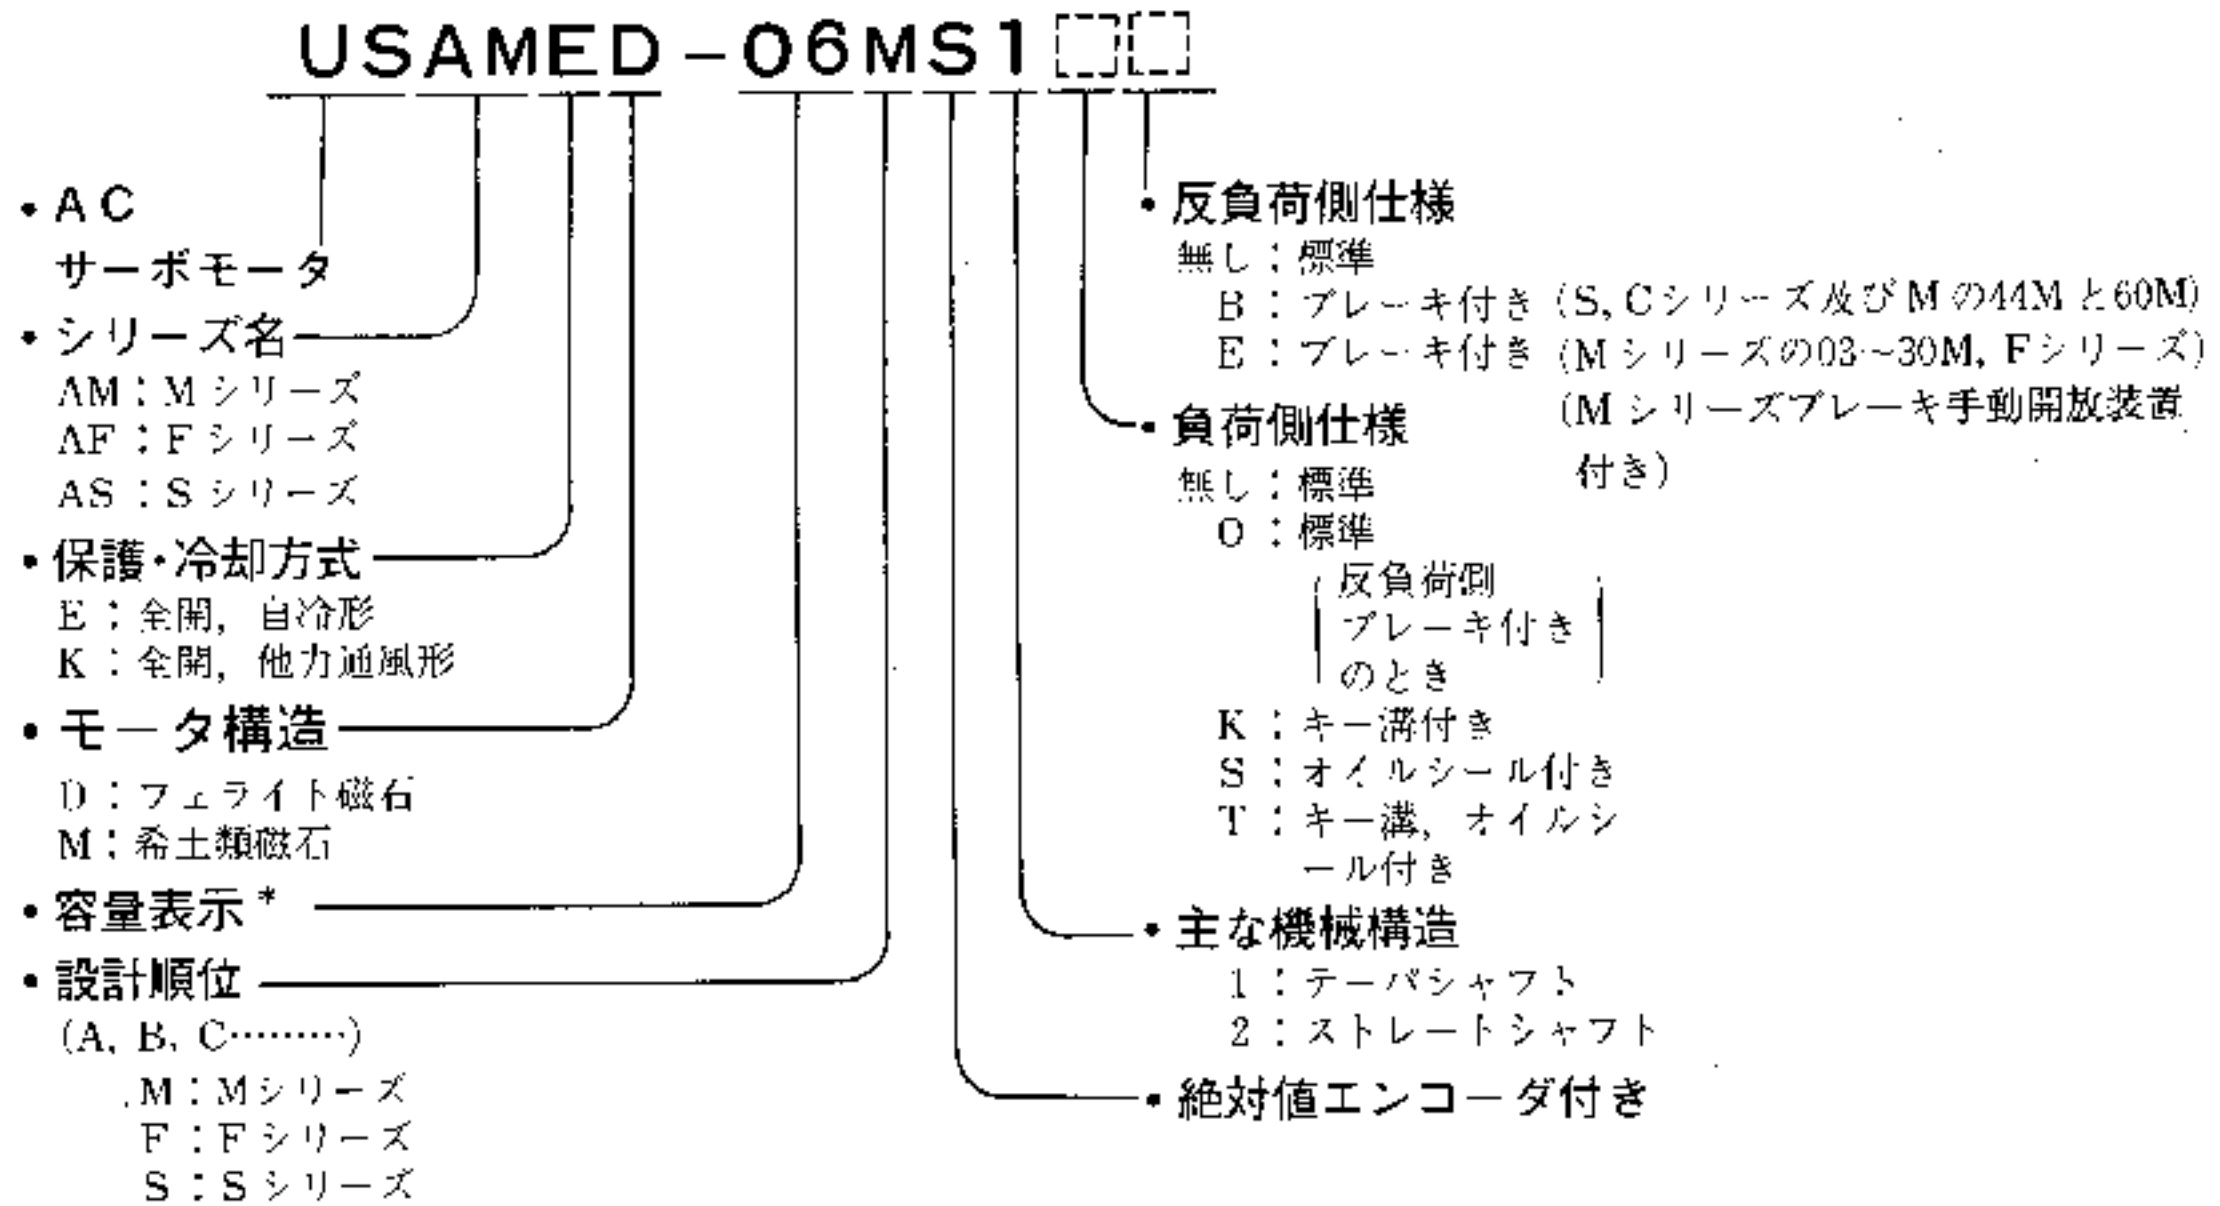 USAMED-06MS1□□
・AC
サーボモータ
・シリーズ名
AM：Mシリーズ
AF：Fシリーズ
AS：Sシリーズ
・保護・冷却方式
E：全開，自冷形
K：全開，他力通風形
・モータ構造
D：フェライト磁石
M：希土類磁石
・容量表示*
・設計順位
(A, B, C………)
M：Mシリーズ
F：Fシリーズ
S：Sシリーズ
・反負荷側仕様
無し：標準
B：ブレーキ付き (S, Cシリーズ及びMの44Mと60M)
E：ブレーキ付き (Mシリーズの03～30M, Fシリーズ)
(Mシリーズブレーキ手動開放装置
付き)
・負荷側仕様
無し：標準
O：標準
(反負荷側
ブレーキ付き
のとき)
K：キー溝付き
S：オイルシール付き
T：キー溝，オイルシ
ール付き
・主な機械構造
1：テーパシャフト
2：ストレートシャフト
・絶対値エンコーダ付き